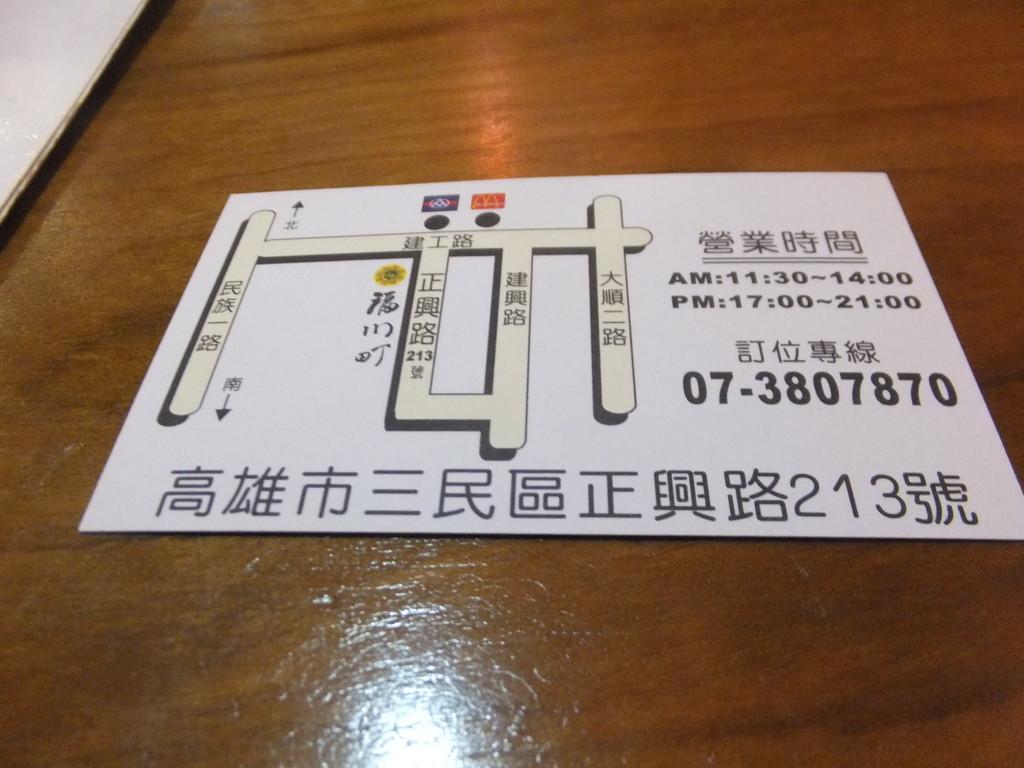 北
建工路
民族一路
南
福川町
正興路
213
號
建興路
大順二路
營業時間
AM:11:30~14:00
PM:17:00~21:00
訂位專線
07-3807870
高雄市三民區正興路213號